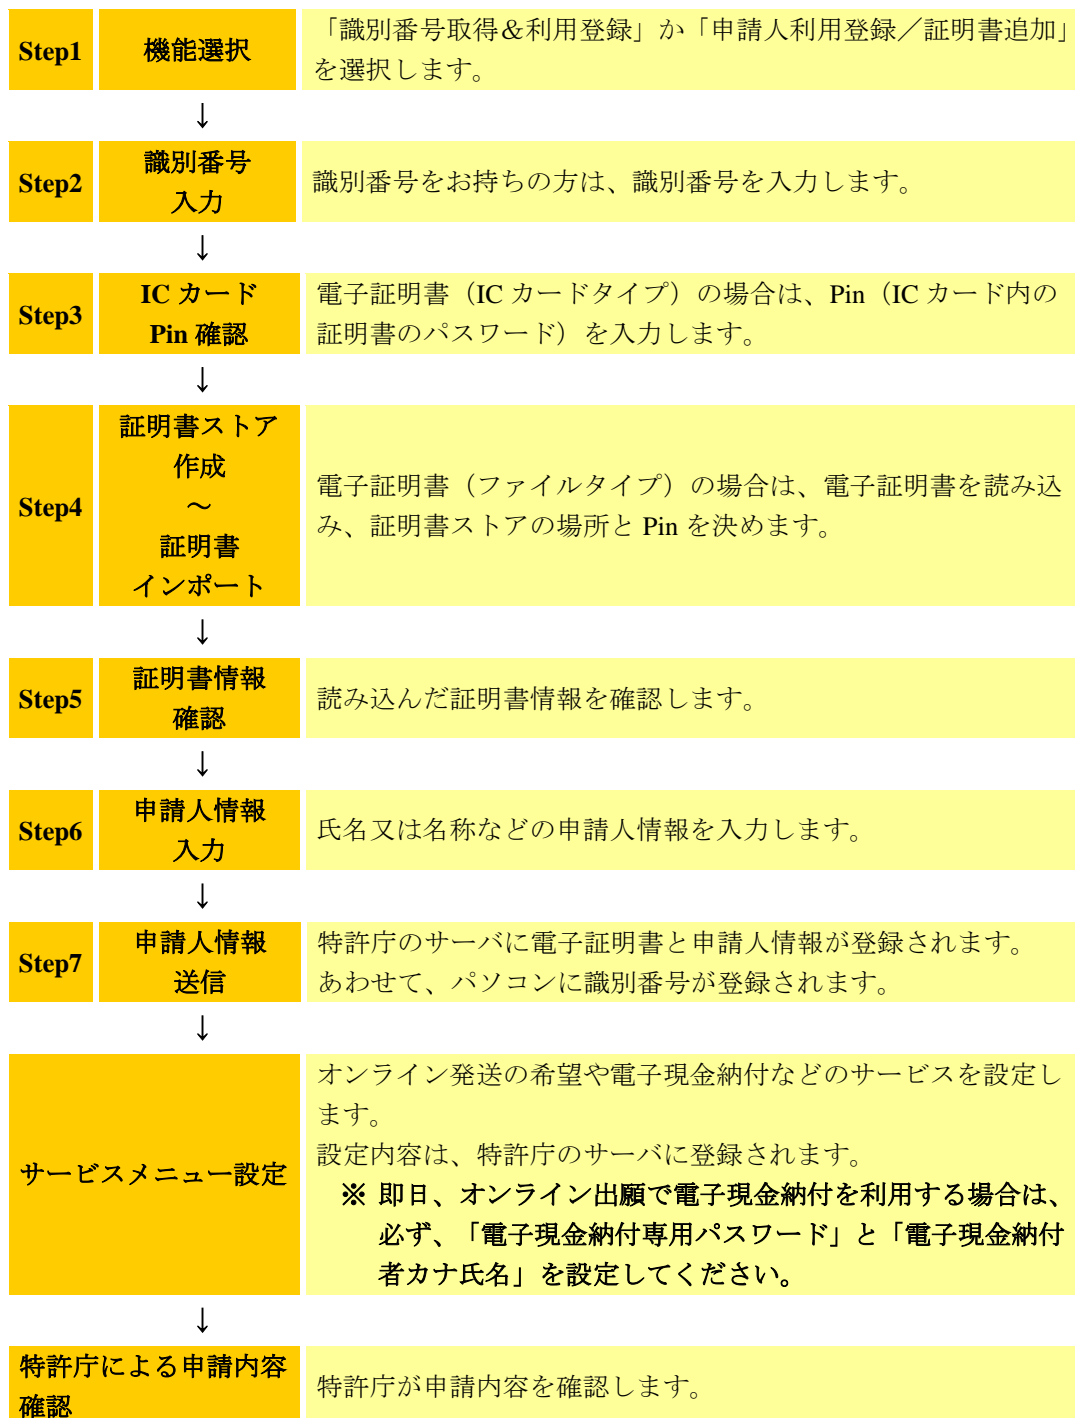 Step1
機能選択
「識別番号取得＆利用登録」か「申請人利用登録／証明書追加」
を選択します。
↓
Step2
識別番号
入力
識別番号をお持ちの方は、識別番号を入力します。
↓
Step3
IC カード
Pin 確認
電子証明書（IC カードタイプ）の場合は、Pin（IC カード内の
証明書のパスワード）を入力します。
↓
Step4
証明書ストア
作成
～
証明書
インポート
電子証明書（ファイルタイプ）の場合は、電子証明書を読み込
み、証明書ストアの場所と Pin を決めます。
↓
Step5
証明書情報
確認
読み込んだ証明書情報を確認します。
↓
Step6
申請人情報
入力
氏名又は名称などの申請人情報を入力します。
↓
Step7
申請人情報
送信
特許庁のサーバに電子証明書と申請人情報が登録されます。
あわせて、パソコンに識別番号が登録されます。
↓
サービスメニュー設定
オンライン発送の希望や電子現金納付などのサービスを設定し
ます。
設定内容は、特許庁のサーバに登録されます。
※ 即日、オンライン出願で電子現金納付を利用する場合は、
必ず、「電子現金納付専用パスワード」と「電子現金納付
者カナ氏名」を設定してください。
↓
特許庁による申請内容
確認
特許庁が申請内容を確認します。